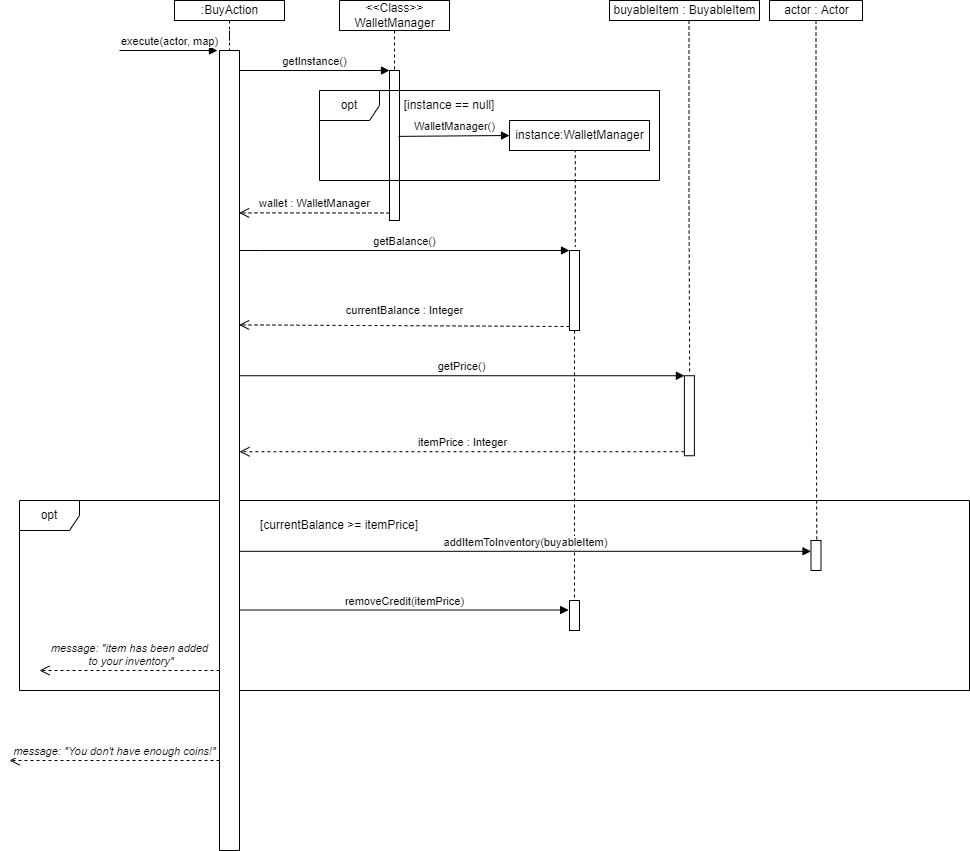 :BuyAction
<<Class>>
WalletManager
buyableItem : BuyableItem
actor : Actor
execute(actor, map)
getInstance()
opt
[instance == null]
WalletManager()
instance:WalletManager
wallet : WalletManager
getBalance()
currentBalance : Integer
getPrice()
itemPrice : Integer
opt
[currentBalance >= itemPrice]
addItemToInventory(buyableItem)
removeCredit(itemPrice)
message: "item has been added
to your inventory"
message: "You don't have enough coins!"